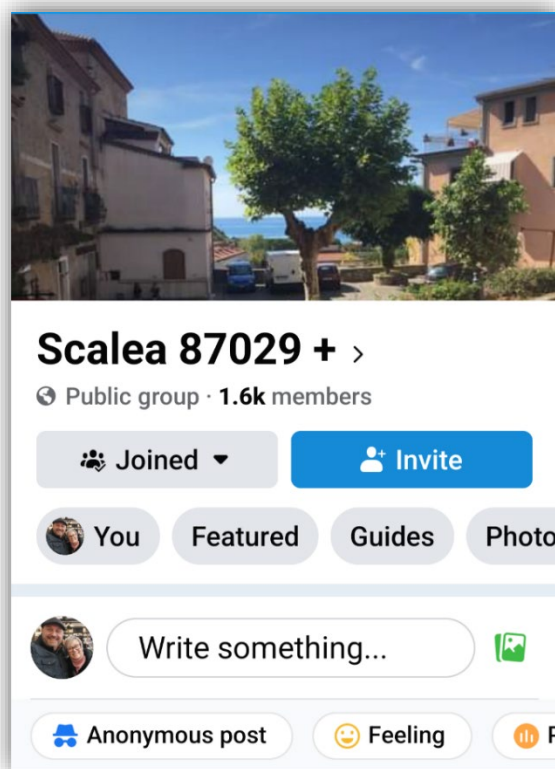 Scalea 87029 + >
Public group · 1.6k members
Joined
Invite
You
Featured
Guides
Photo
Write something...
Anonymous post
Feeling
P